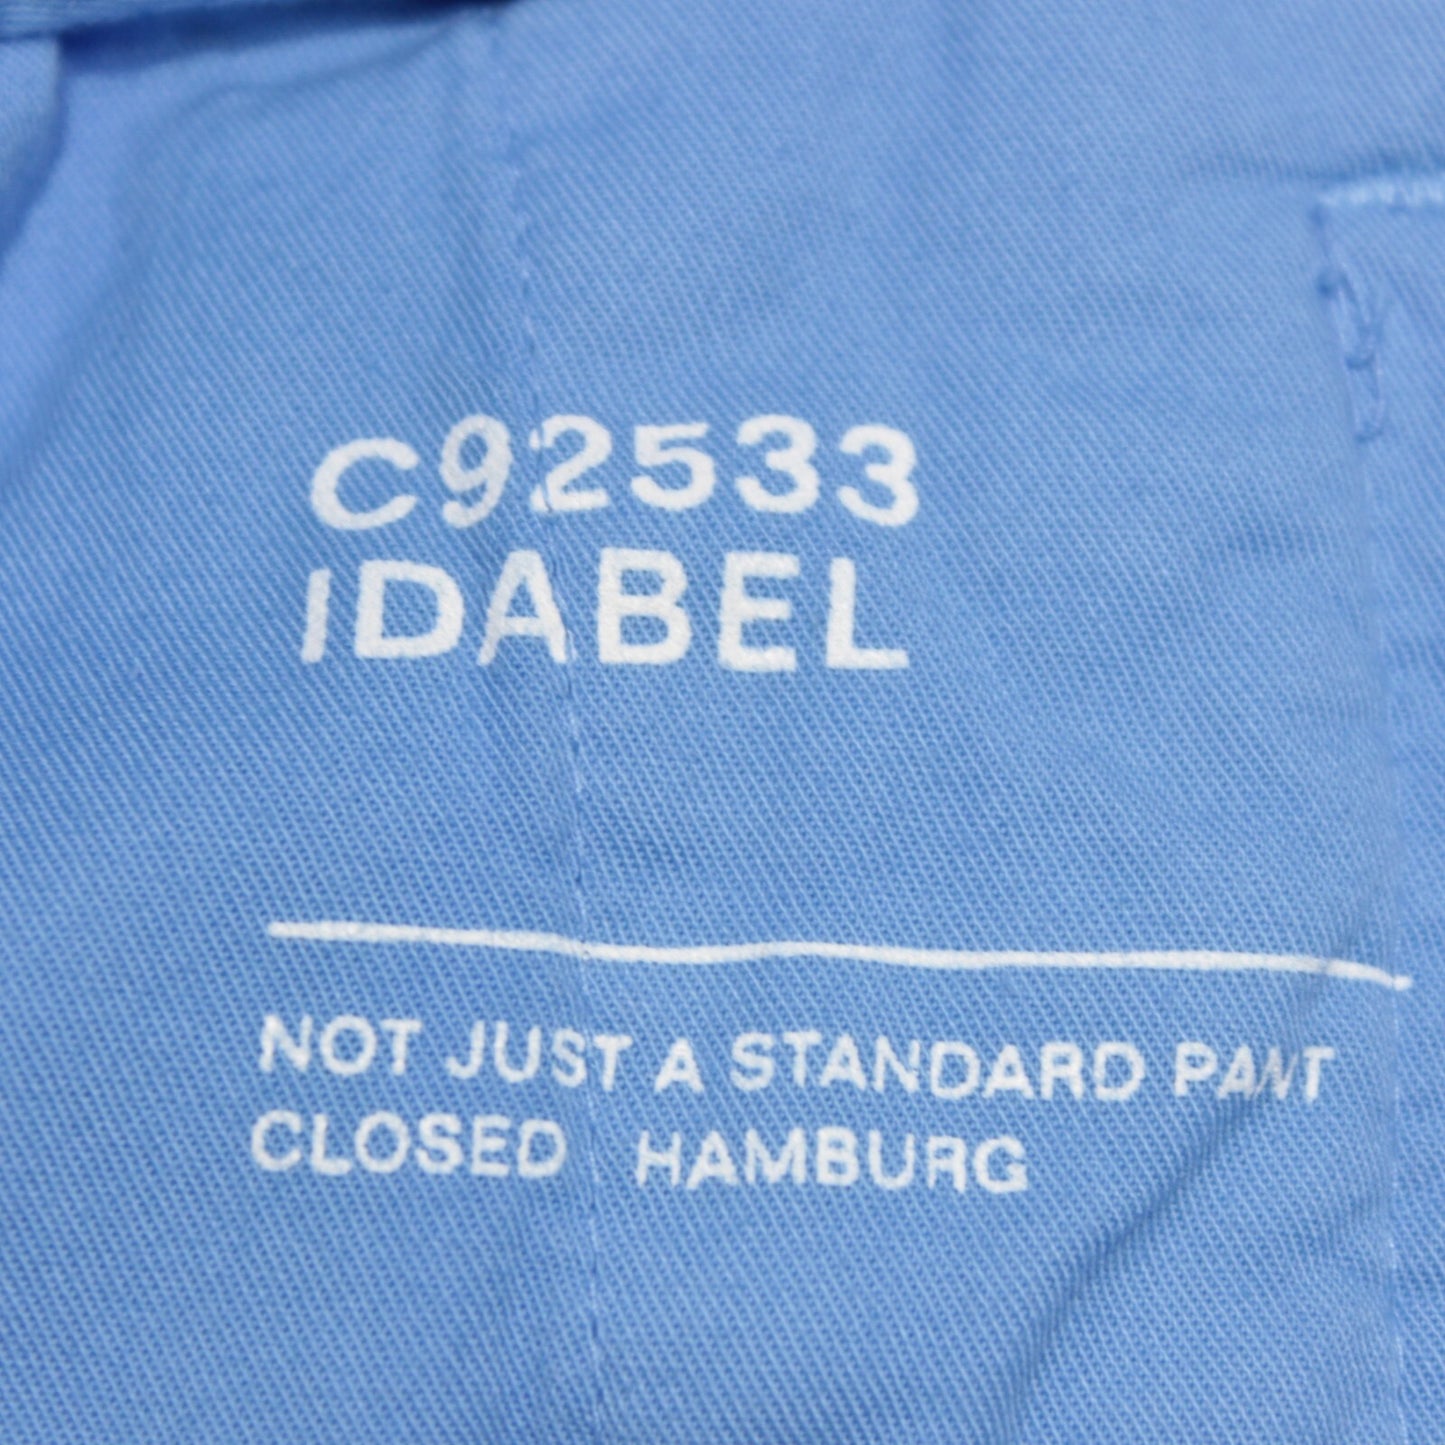 C92533
IDABEL
NOT JUST A STANDARD PANT
CLOSED HAMBURG